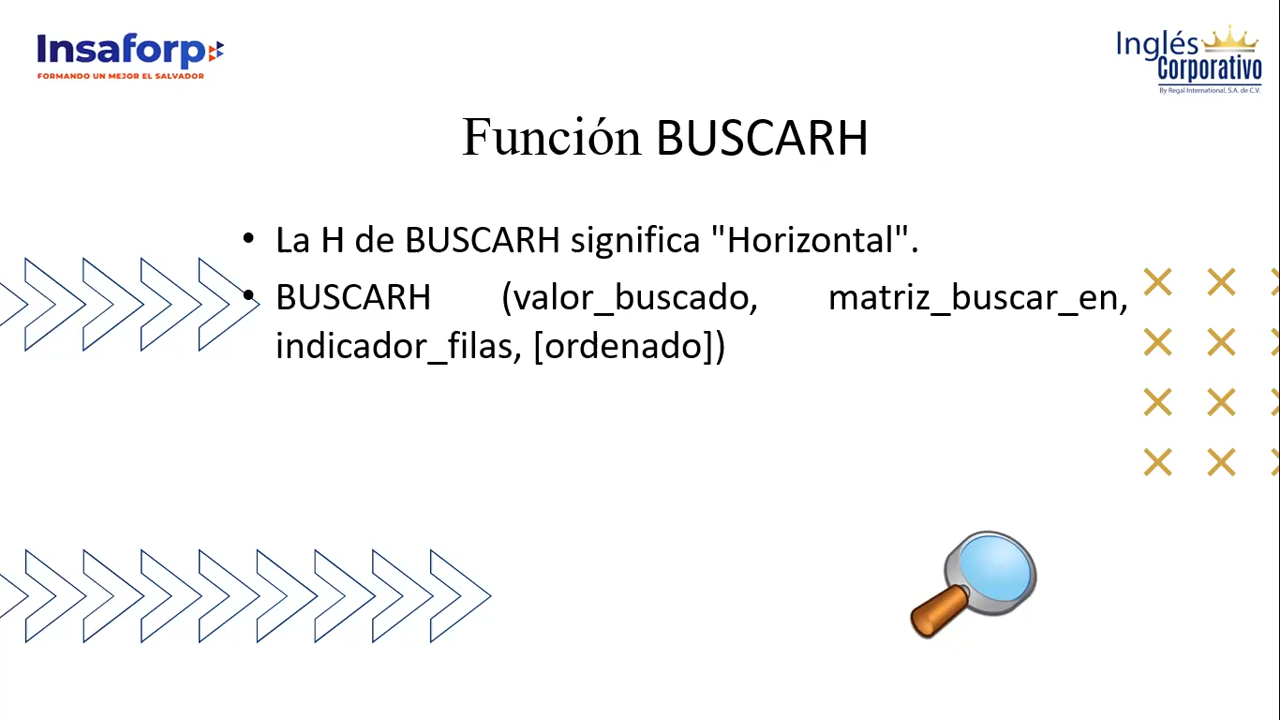 Insaforp
FORMANDO UN MEJOR EL SALVADOR
Inglés
Corporativo
By Regal International, S.A. de C.V.
Función BUSCARH
• La H de BUSCARH significa "Horizontal".
• BUSCARH (valor_buscado, matriz_buscar_en,
indicador_filas, [ordenado])